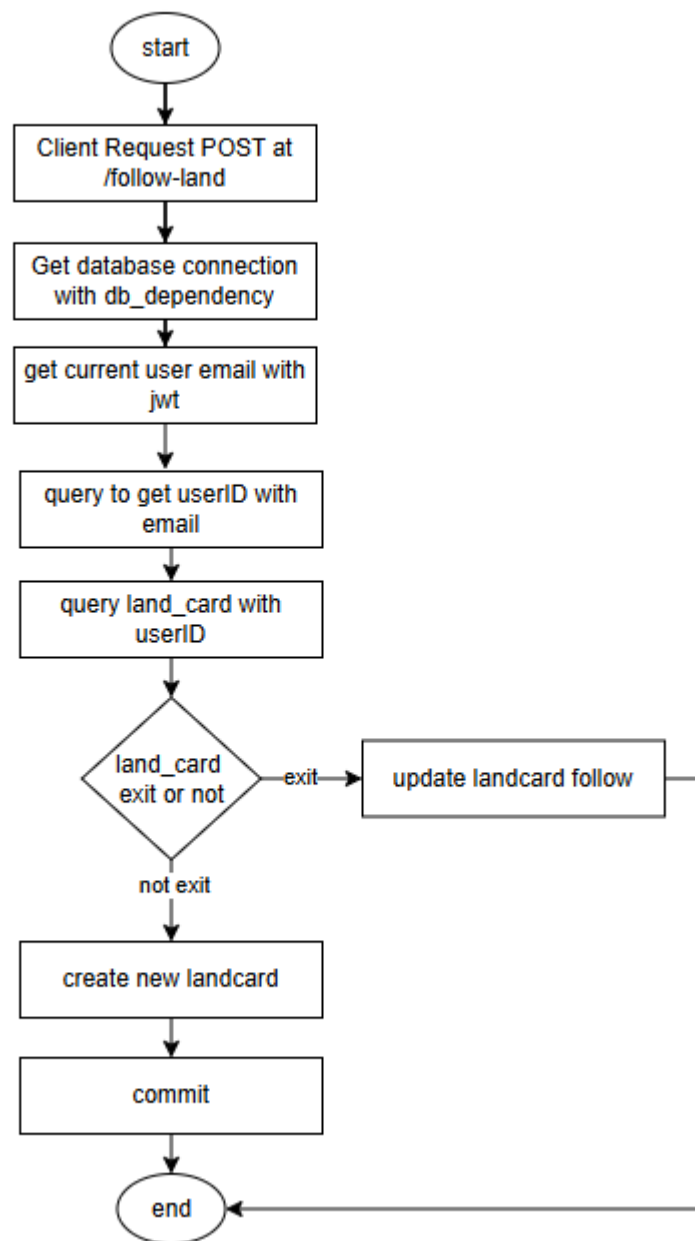 start
Client Request POST at
/follow-land
Get database connection
with db_dependency
get current user email with
jwt
query to get userID with
email
query land_card with
userID
land_card
exit or not
exit
update landcard follow
not exit
create new landcard
commit
end